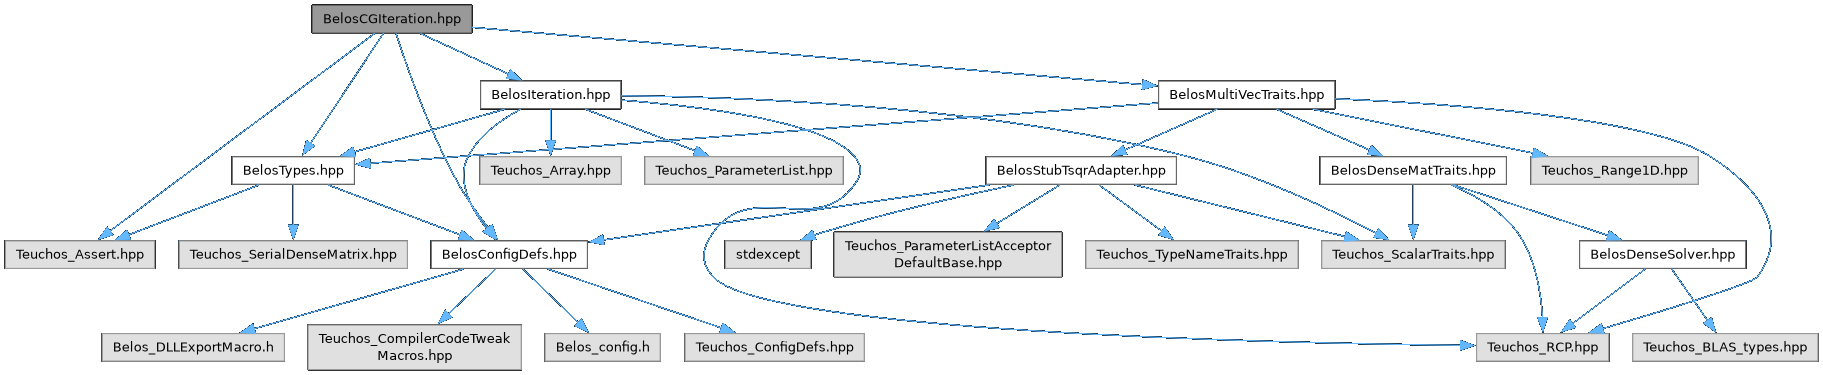 BelosCGIteration.hpp
BelosIteration.hpp
BelosMultiVecTraits.hpp
BelosTypes.hpp
Teuchos_Array.hpp
Teuchos_ParameterList.hpp
BelosStubTsqrAdapter.hpp
BelosDenseMatTraits.hpp
Teuchos_Range1D.hpp
Teuchos_Assert.hpp
Teuchos_SerialDenseMatrix.hpp
BelosConfigDefs.hpp
stdexcept
Teuchos_ParameterListAcceptor
DefaultBase.hpp
Teuchos_TypeNameTraits.hpp
Teuchos_ScalarTraits.hpp
BelosDenseSolver.hpp
Belos_DLLExportMacro.h
Teuchos_CompilerCodeTweak
Macros.hpp
Belos_config.h
Teuchos_ConfigDefs.hpp
Teuchos_RCP.hpp
Teuchos_BLAS_types.hpp